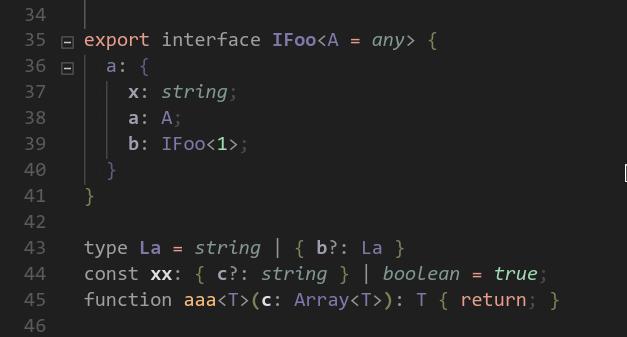 34
35 export interface IFoo<A = any> {
36 a: {
37 x: string;
38 a: A;
39 b: IFoo<1>;
40 }
41 }
42
43 type La = string | { b?: La }
44 const xx: { c?: string } | boolean = true;
45 function aaa<T>(c: Array<T>): T { return; }
46